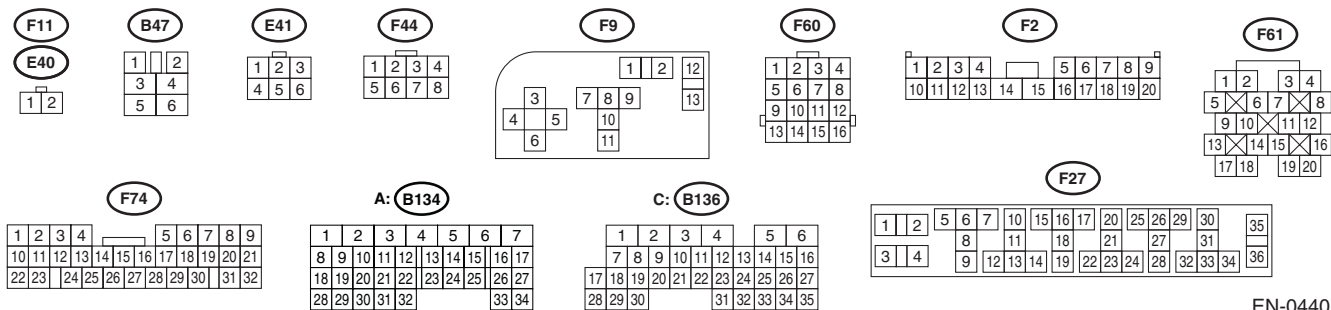 F11
B47
E41
F44
F9
F60
F2
F61
E40
1 2
1 2
3 4
5 6
1 2 3
4 5 6
1 2 3 4
5 6 7 8
1 2 12
3 7 8 9 13
4 5 10
6 11
1 2 3 4
5 6 7 8
9 10 11 12
13 14 15 16
1 2 3 4 5 6 7 8 9
10 11 12 13 14 15 16 17 18 19 20
1 2 3 4
5 6 7 8
9 10 11 12
13 14 15 16
17 18 19 20
F74
A: B134
C: B136
F27
1 2 3 4 5 6 7 8 9
10 11 12 13 14 15 16 17 18 19 20 21
22 23 24 25 26 27 28 29 30 31 32
1 2 3 4 5 6 7
8 9 10 11 12 13 14 15 16 17
18 19 20 21 22 23 24 25 26 27
28 29 30 31 32 33 34
1 2 3 4 5 6
7 8 9 10 11 12 13 14 15 16
17 18 19 20 21 22 23 24 25 26 27
28 29 30 31 32 33 34 35
1 2 5 6 7 10 15 16 17 20 25 26 29 30 35
8 11 18 21 27 31
3 4 9 12 13 14 19 22 23 24 28 32 33 34 36
EN-0440